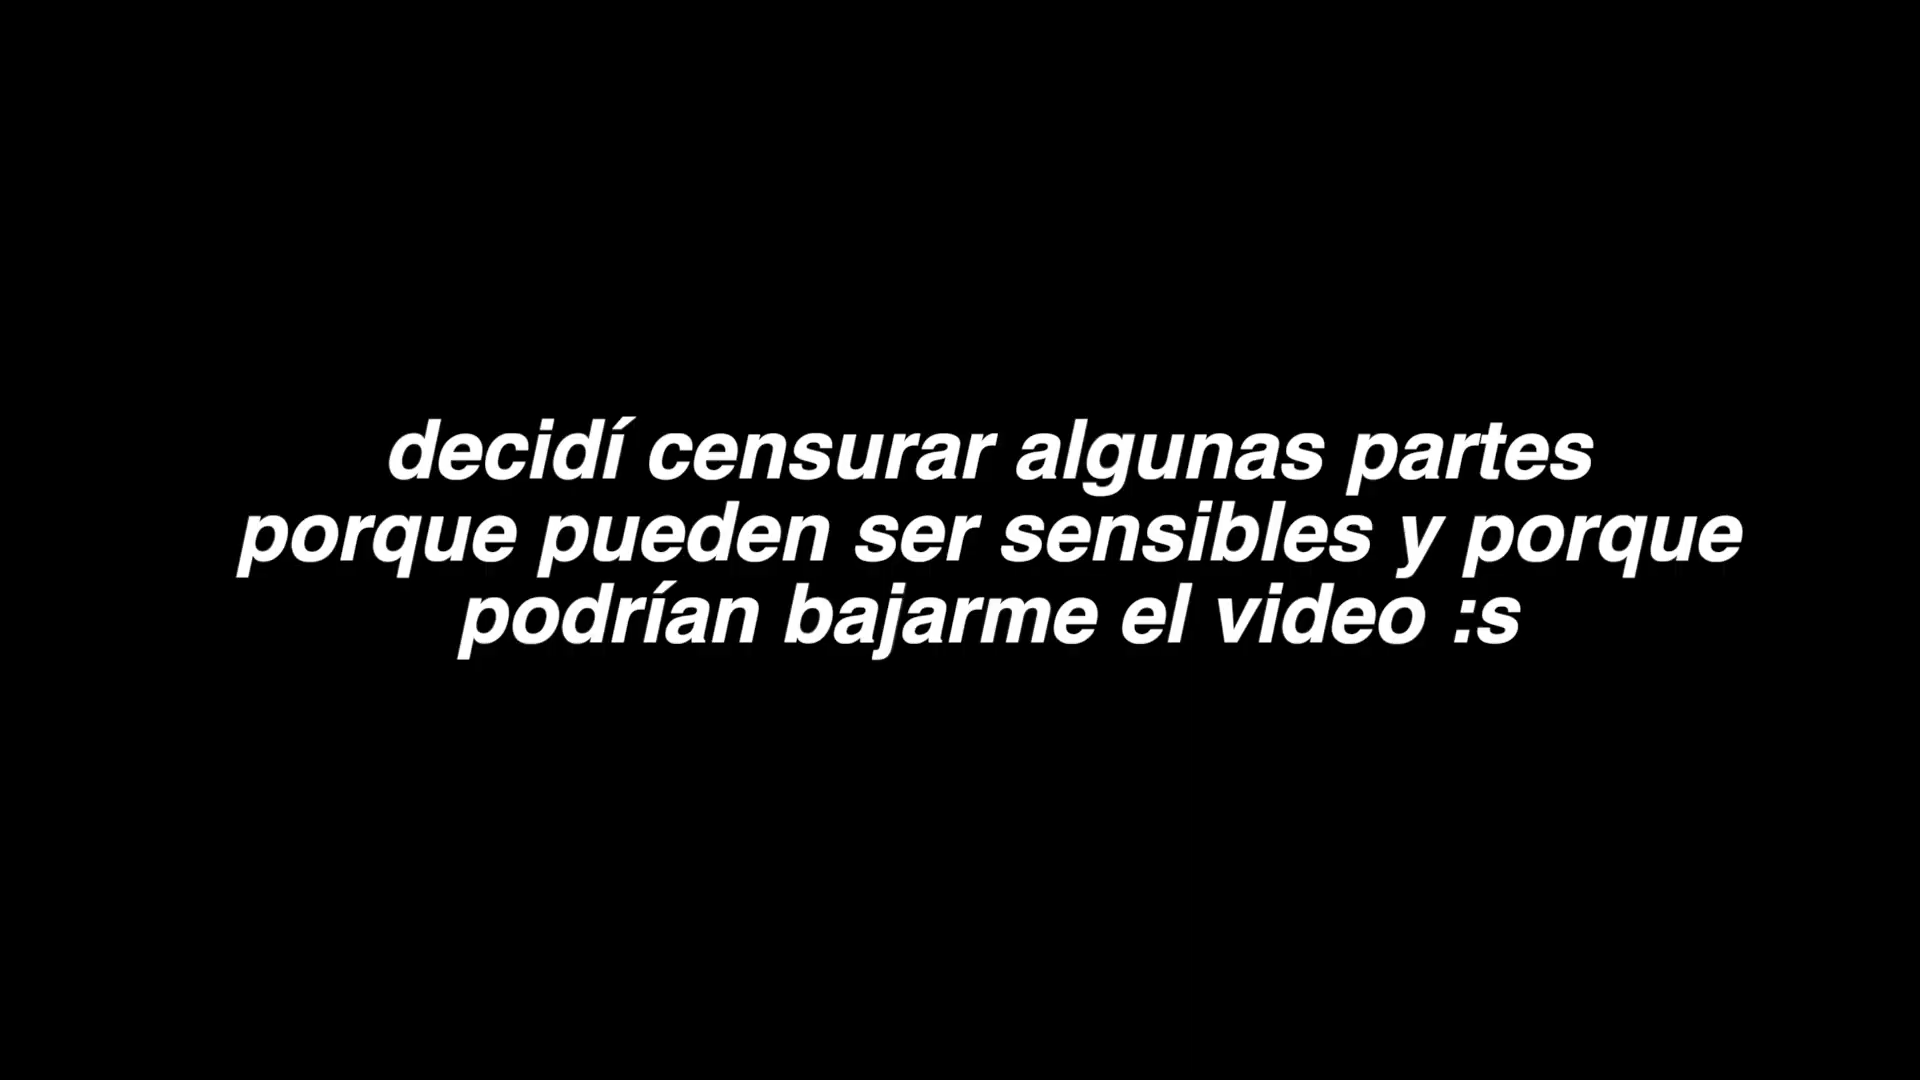 decidí censurar algunas partes
porque pueden ser sensibles y porque
podrían bajarme el video :s